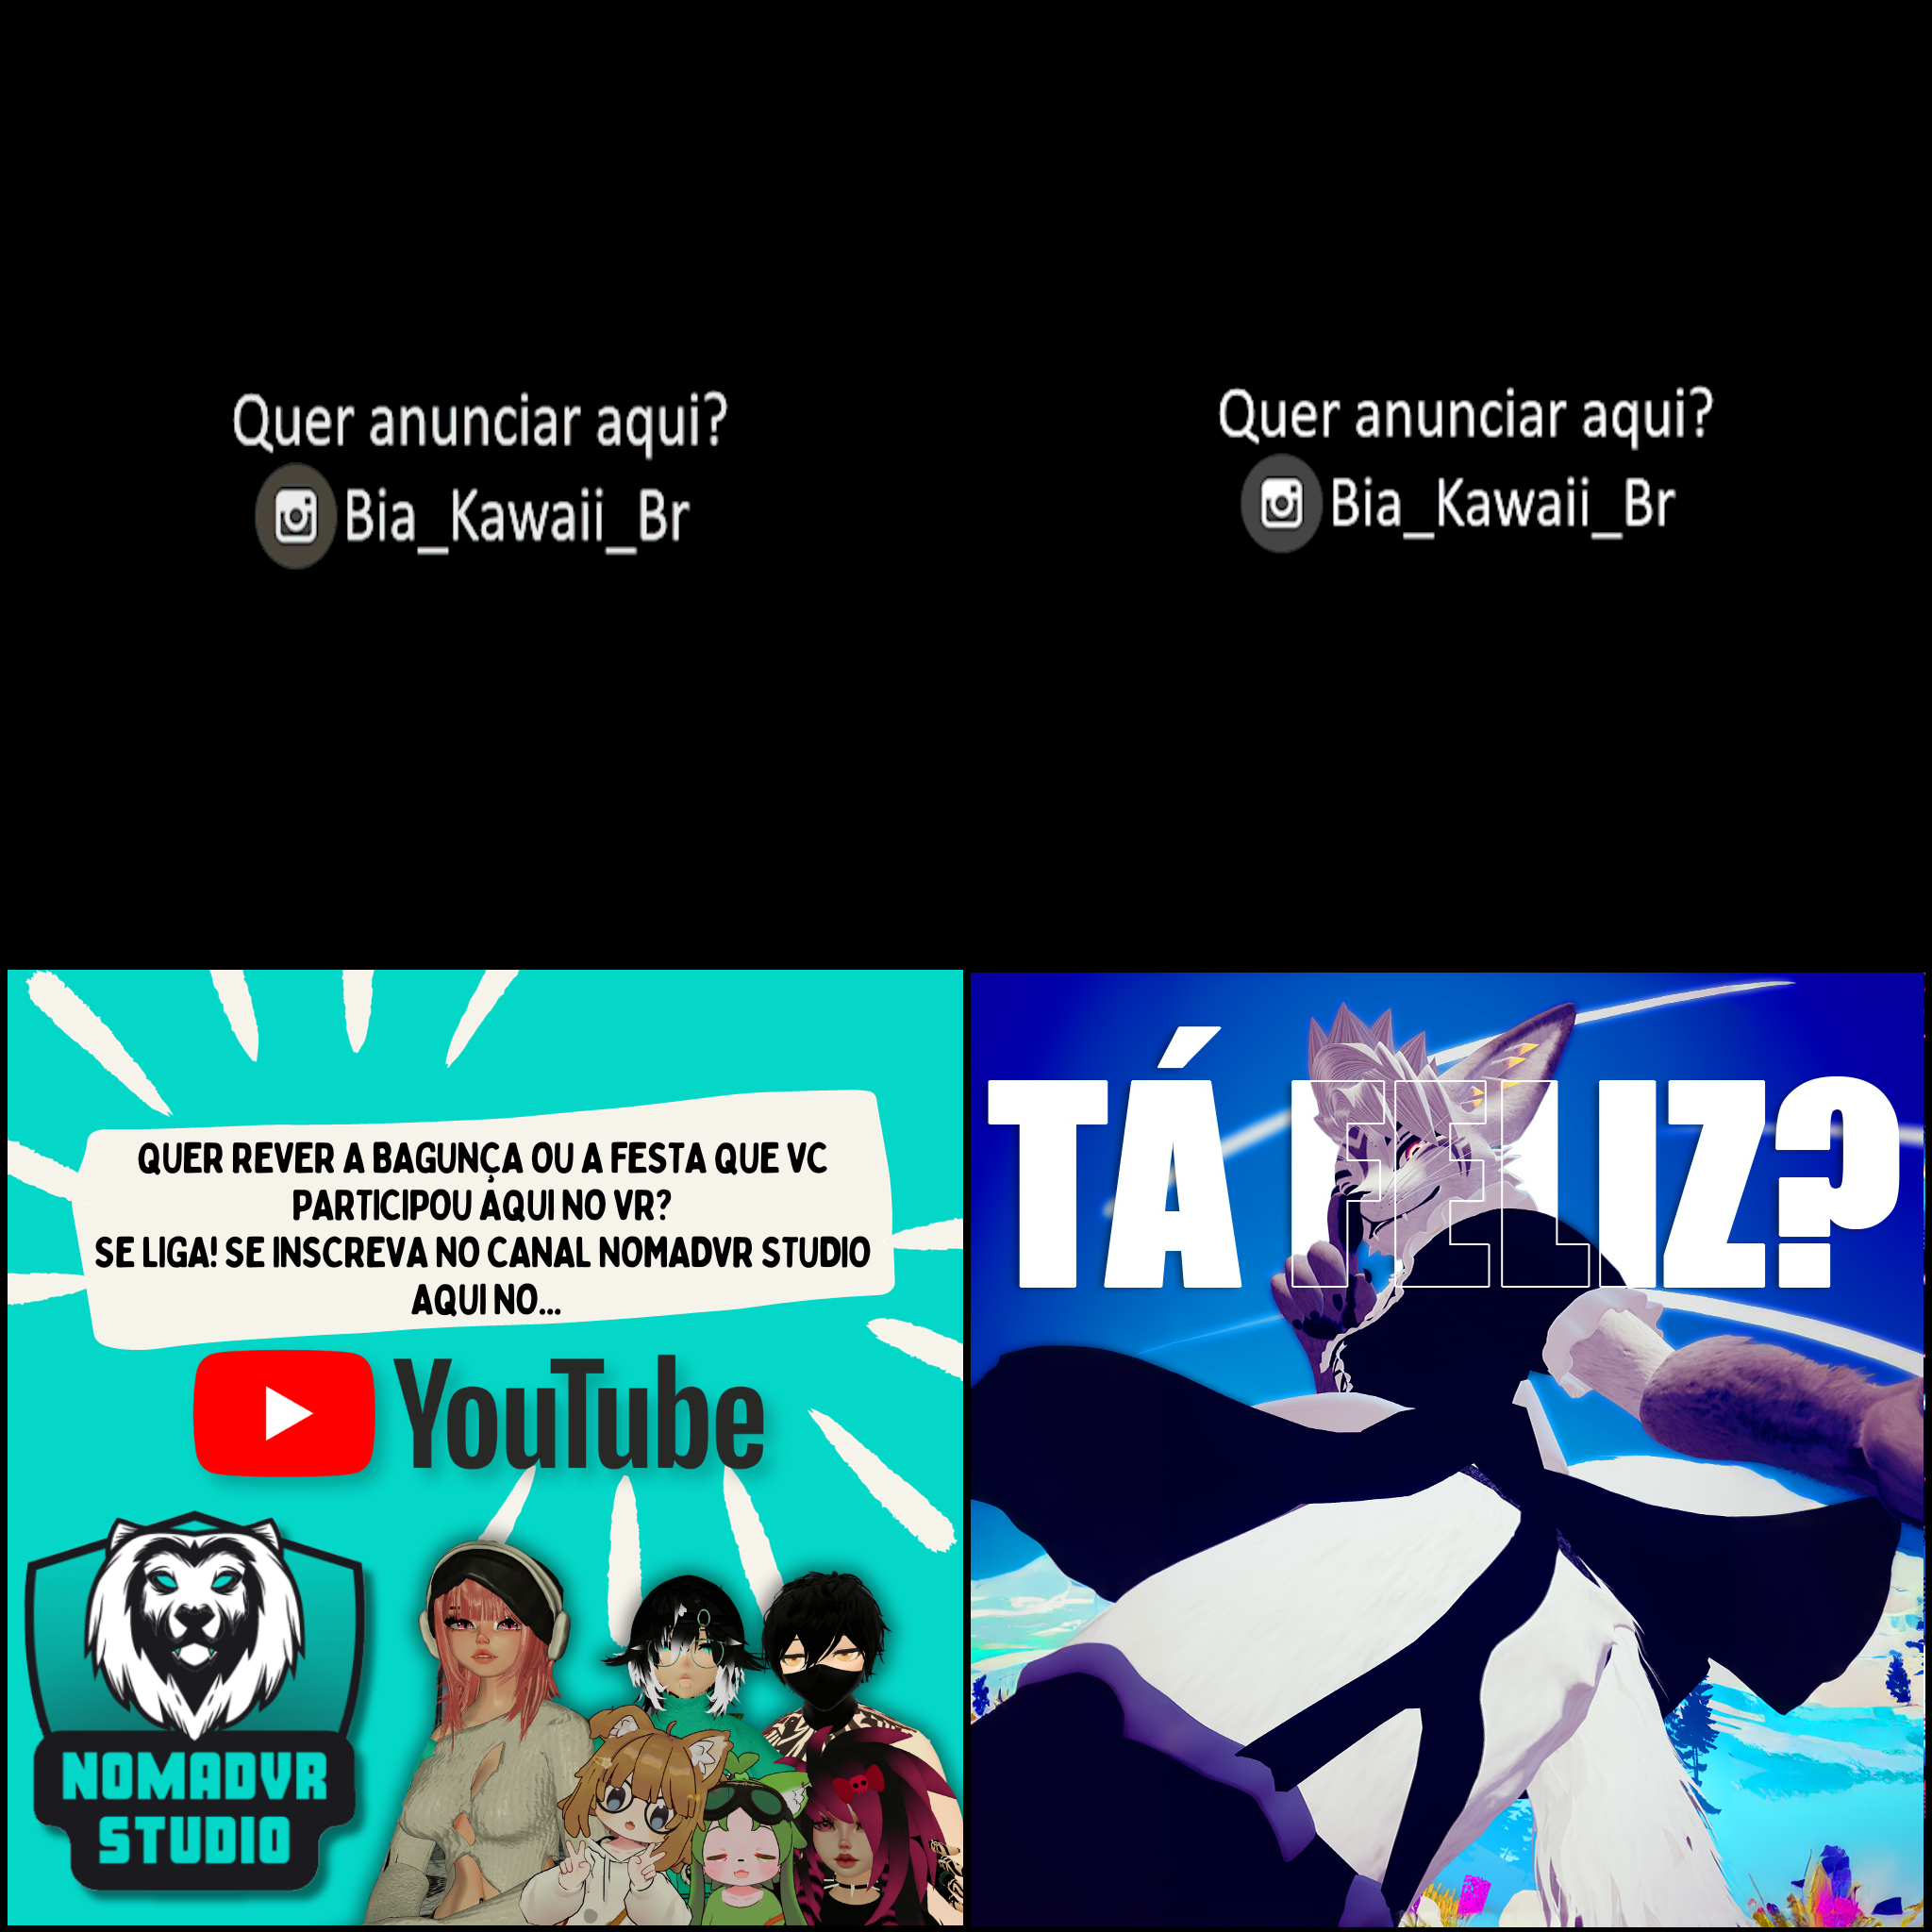 Quer anunciar aqui?
Bia_Kawaii_Br
Quer anunciar aqui?
Bia_Kawaii_Br
QUER REVER A BAGUNÇA OU A FESTA QUE VC
PARTICIPOU AQUI NO VR?
SE LIGA! SE INSCREVA NO CANAL NOMADVR STUDIO
AQUI NO...
YouTube
NOMADVR
STUDIO
TÁ FELIZ?